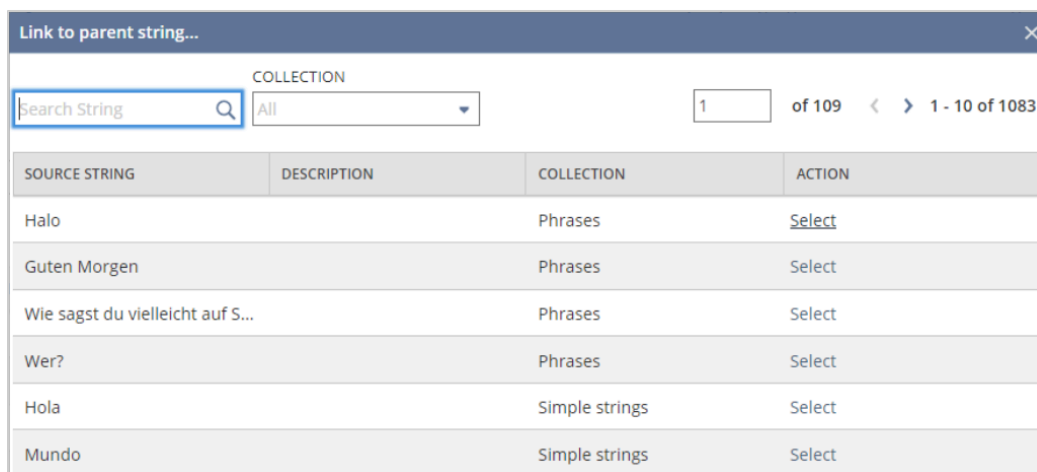 Link to parent string...
COLLECTION
Search String All 1 of 109 1 - 10 of 1083
SOURCE STRING DESCRIPTION COLLECTION ACTION
Halo Phrases Select
Guten Morgen Phrases Select
Wie sagst du vielleicht auf S... Phrases Select
Wer? Phrases Select
Hola Simple strings Select
Mundo Simple strings Select